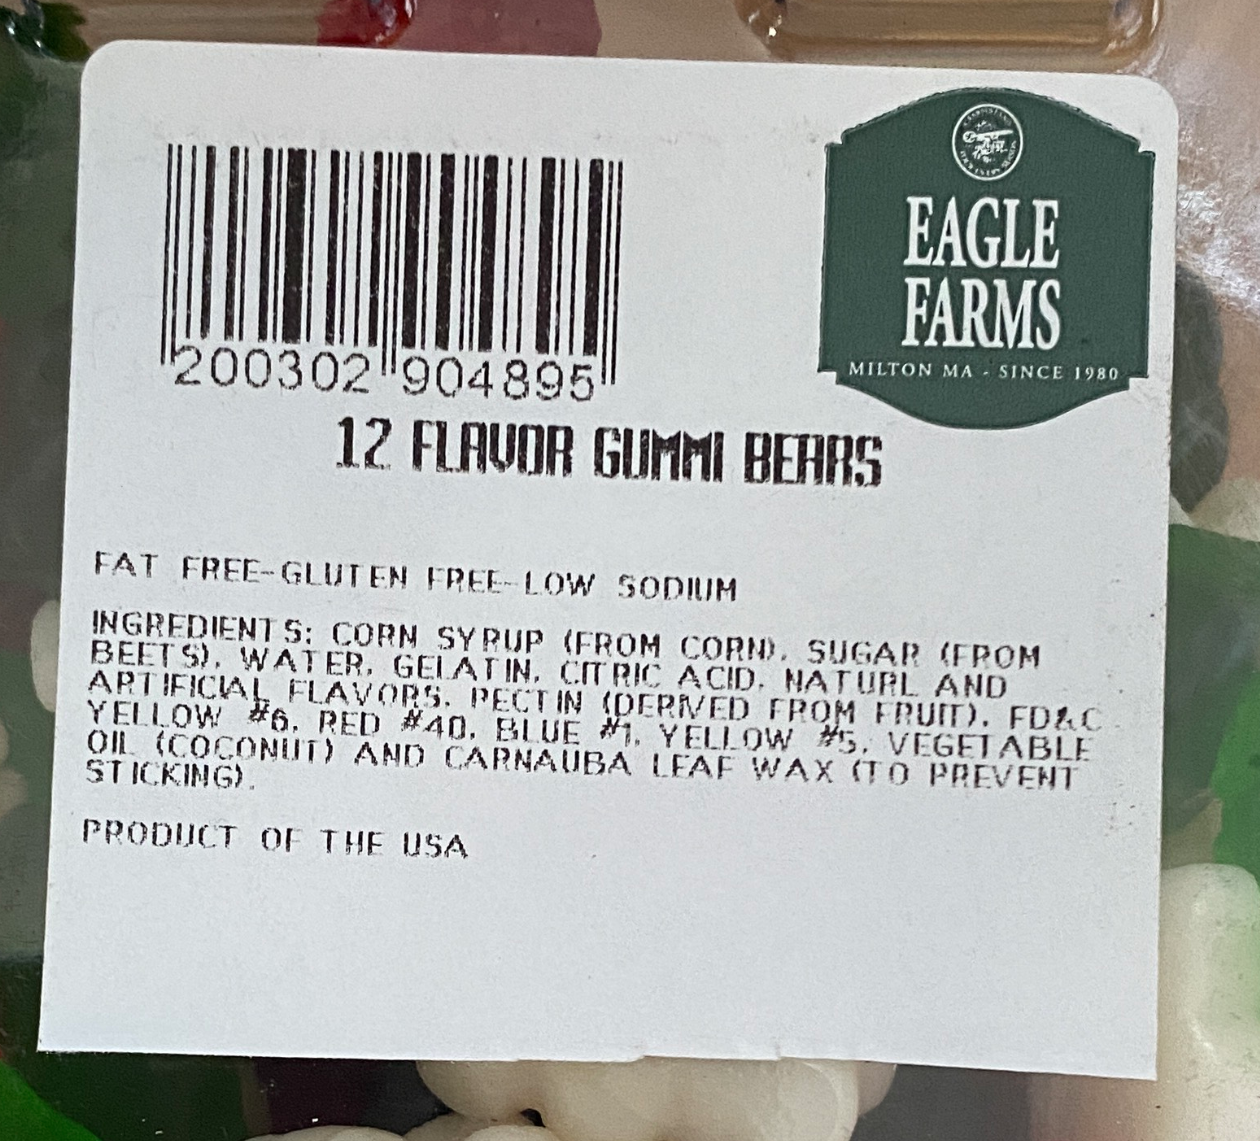 EAGLE
FARMS
MILTON MA - SINCE 1980
200302 904895
12 FLAVOR GUMMI BEARS
FAT FREE-GLUTEN FREE-LOW SODIUM
INGREDIENTS: CORN SYRUP (FROM CORN), SUGAR (FROM
BEETS), WATER, GELATIN, CITRIC ACID, NATURL AND
ARTIFICIAL FLAVORS, PECTIN (DERIVED FROM FRUIT), FD&C
YELLOW #6, RED #40, BLUE #1, YELLOW #5, VEGETABLE
OIL (COCONUT) AND CARNAUBA LEAF WAX (TO PREVENT
STICKING).
PRODUCT OF THE USA